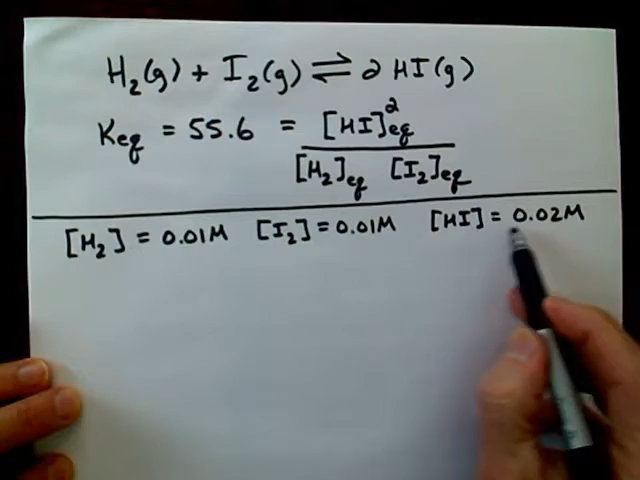 H₂(g) + I₂(g) ⇌ 2 HI(g)
Keq = 55.6 = [HI]²eq / [H₂]eq [I₂]eq
[H₂] = 0.01M [I₂] = 0.01M [HI] = 0.02M